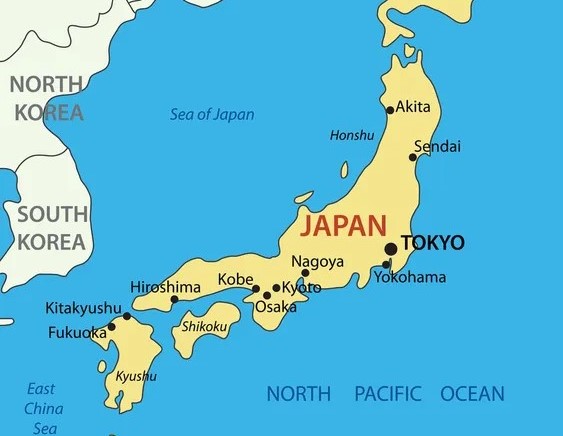 NORTH
KOREA
Akita
Sea of Japan
Honshu
Sendai
SOUTH
KOREA
JAPAN
TOKYO
Nagoya
Yokohama
Kobe
Kyoto
Hiroshima
Osaka
Kitakyushu
Shikoku
Fukuoka
Kyushu
East
China
Sea
NORTH PACIFIC OCEAN